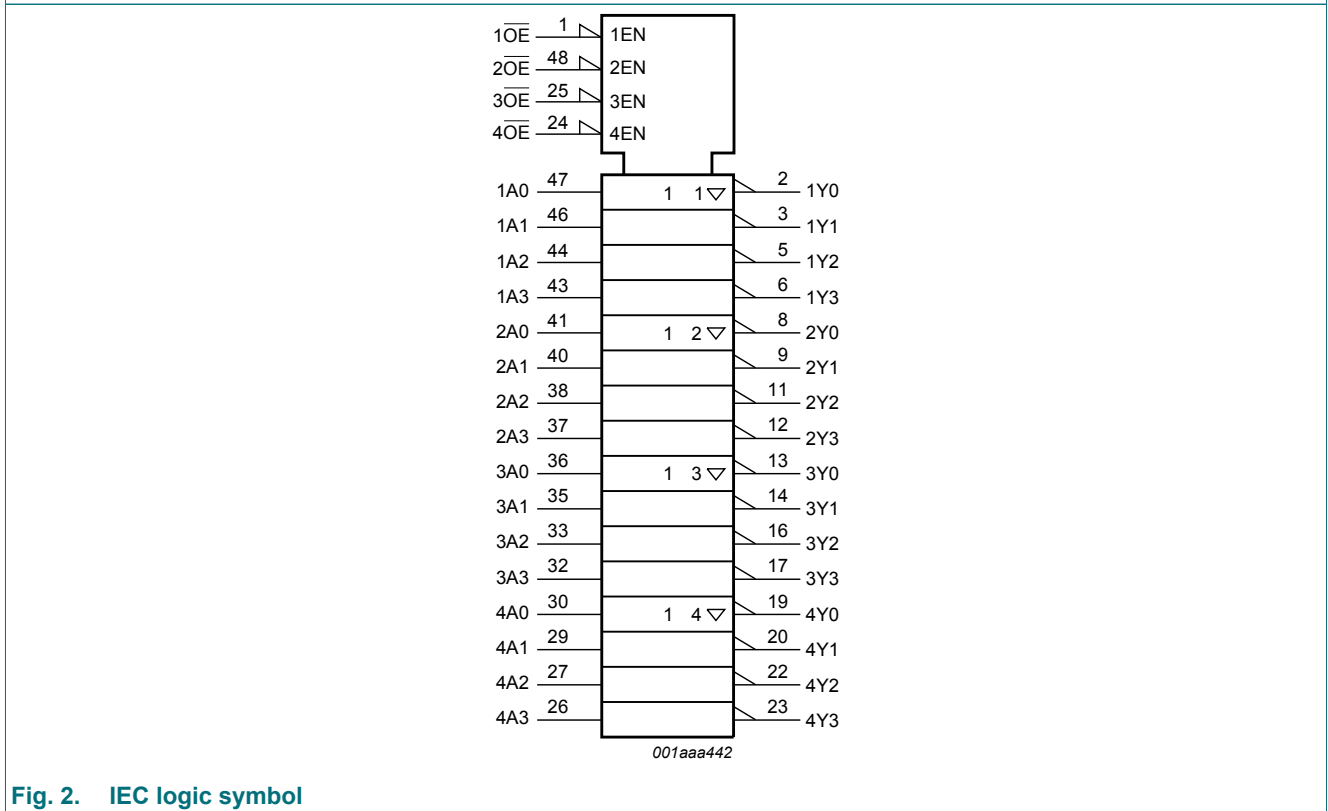 1O̅E̅ 1 1EN
2O̅E̅ 48 2EN
3O̅E̅ 25 3EN
4O̅E̅ 24 4EN
1A0 47 1 1 ▽ 2 1Y0
1A1 46 3 1Y1
1A2 44 5 1Y2
1A3 43 6 1Y3
2A0 41 1 2 ▽ 8 2Y0
2A1 40 9 2Y1
2A2 38 11 2Y2
2A3 37 12 2Y3
3A0 36 1 3 ▽ 13 3Y0
3A1 35 14 3Y1
3A2 33 16 3Y2
3A3 32 17 3Y3
4A0 30 1 4 ▽ 19 4Y0
4A1 29 20 4Y1
4A2 27 22 4Y2
4A3 26 23 4Y3
001aaa442
Fig. 2. IEC logic symbol